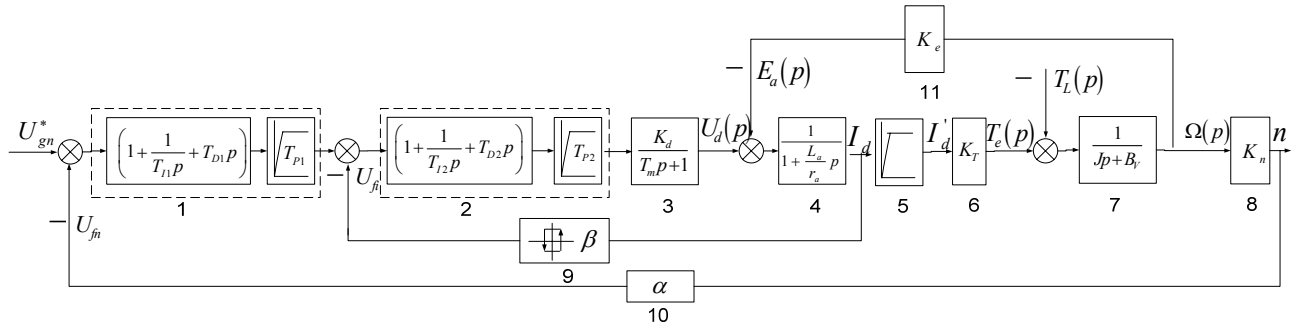 K_e
11
− E_a(p)
− T_L(p)
U*_gn
(1 + 1/(T_I1 p) + T_D1 p)
T_P1
1
− U_fi
(1 + 1/(T_I2 p) + T_D2 p)
T_P2
2
K_d/(T_m p+1)
3
U_d(p)
1/(1 + (L_a/r_a) p)
4
I_d
5
I'_d
K_T
6
T_e(p)
1/(Jp + B_V)
7
Ω(p)
K_n
8
n
− U_fn
β
9
α
10